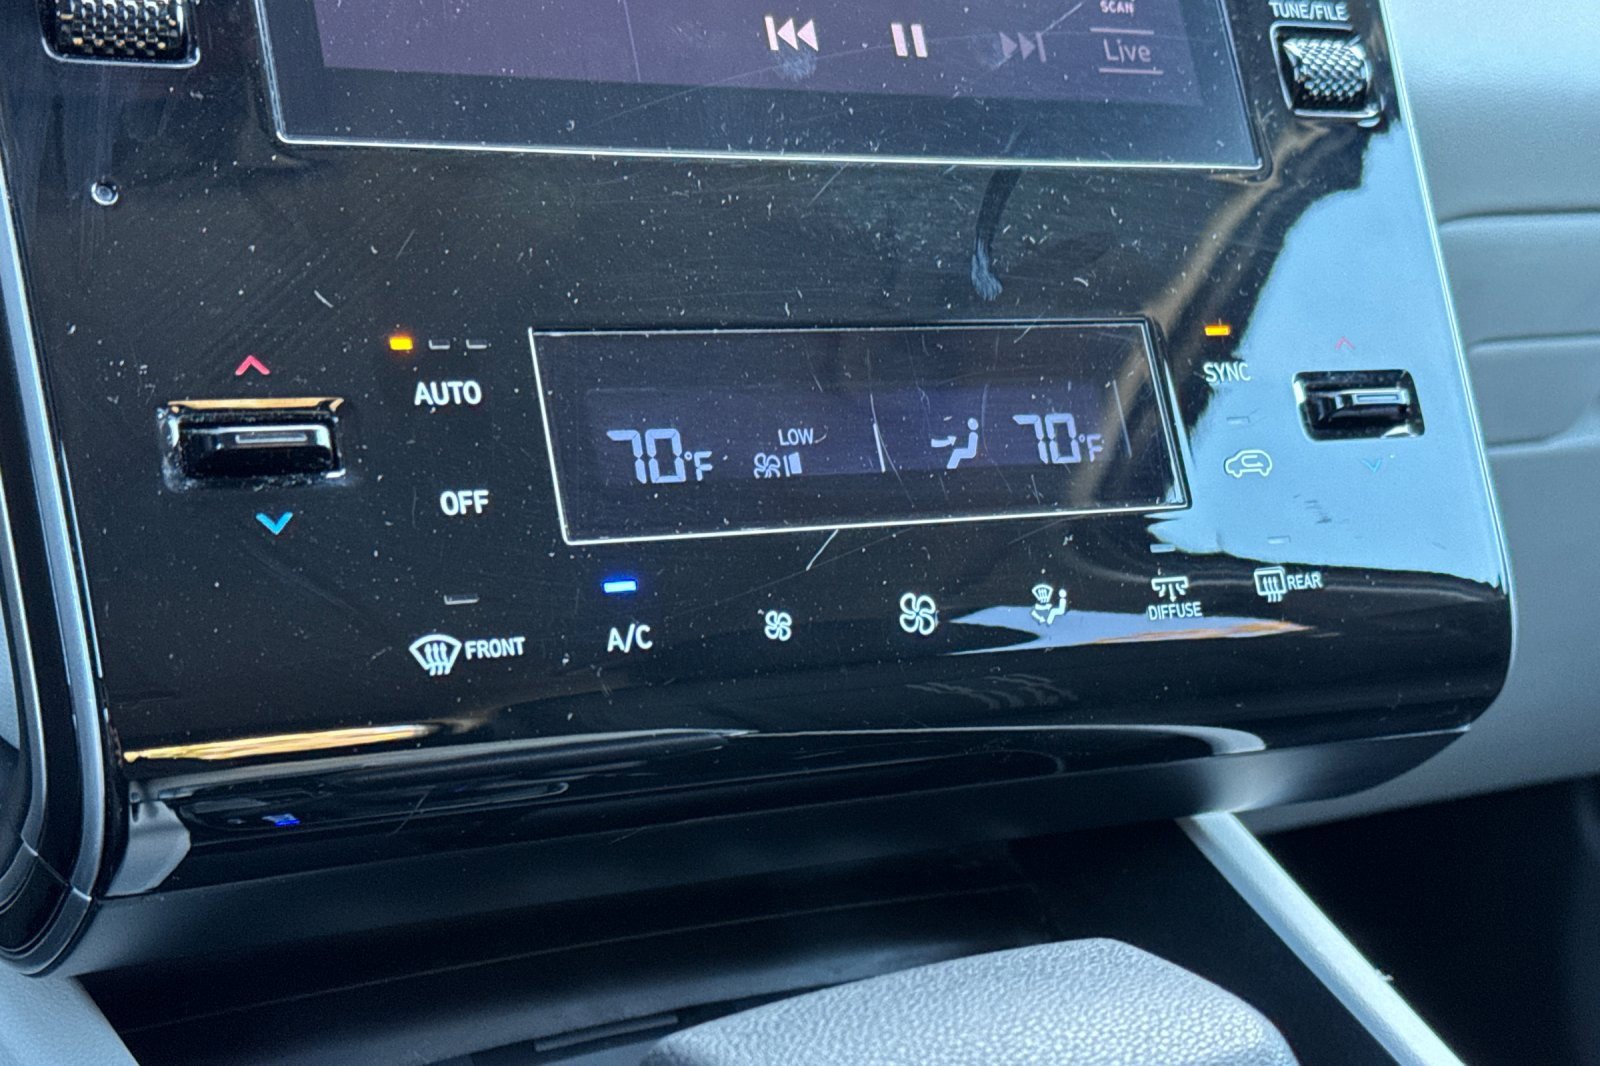 SCAN
TUNE/FILE
Live
AUTO
SYNC
LOW
70°F
70°F
OFF
FRONT
A/C
DIFFUSE
REAR